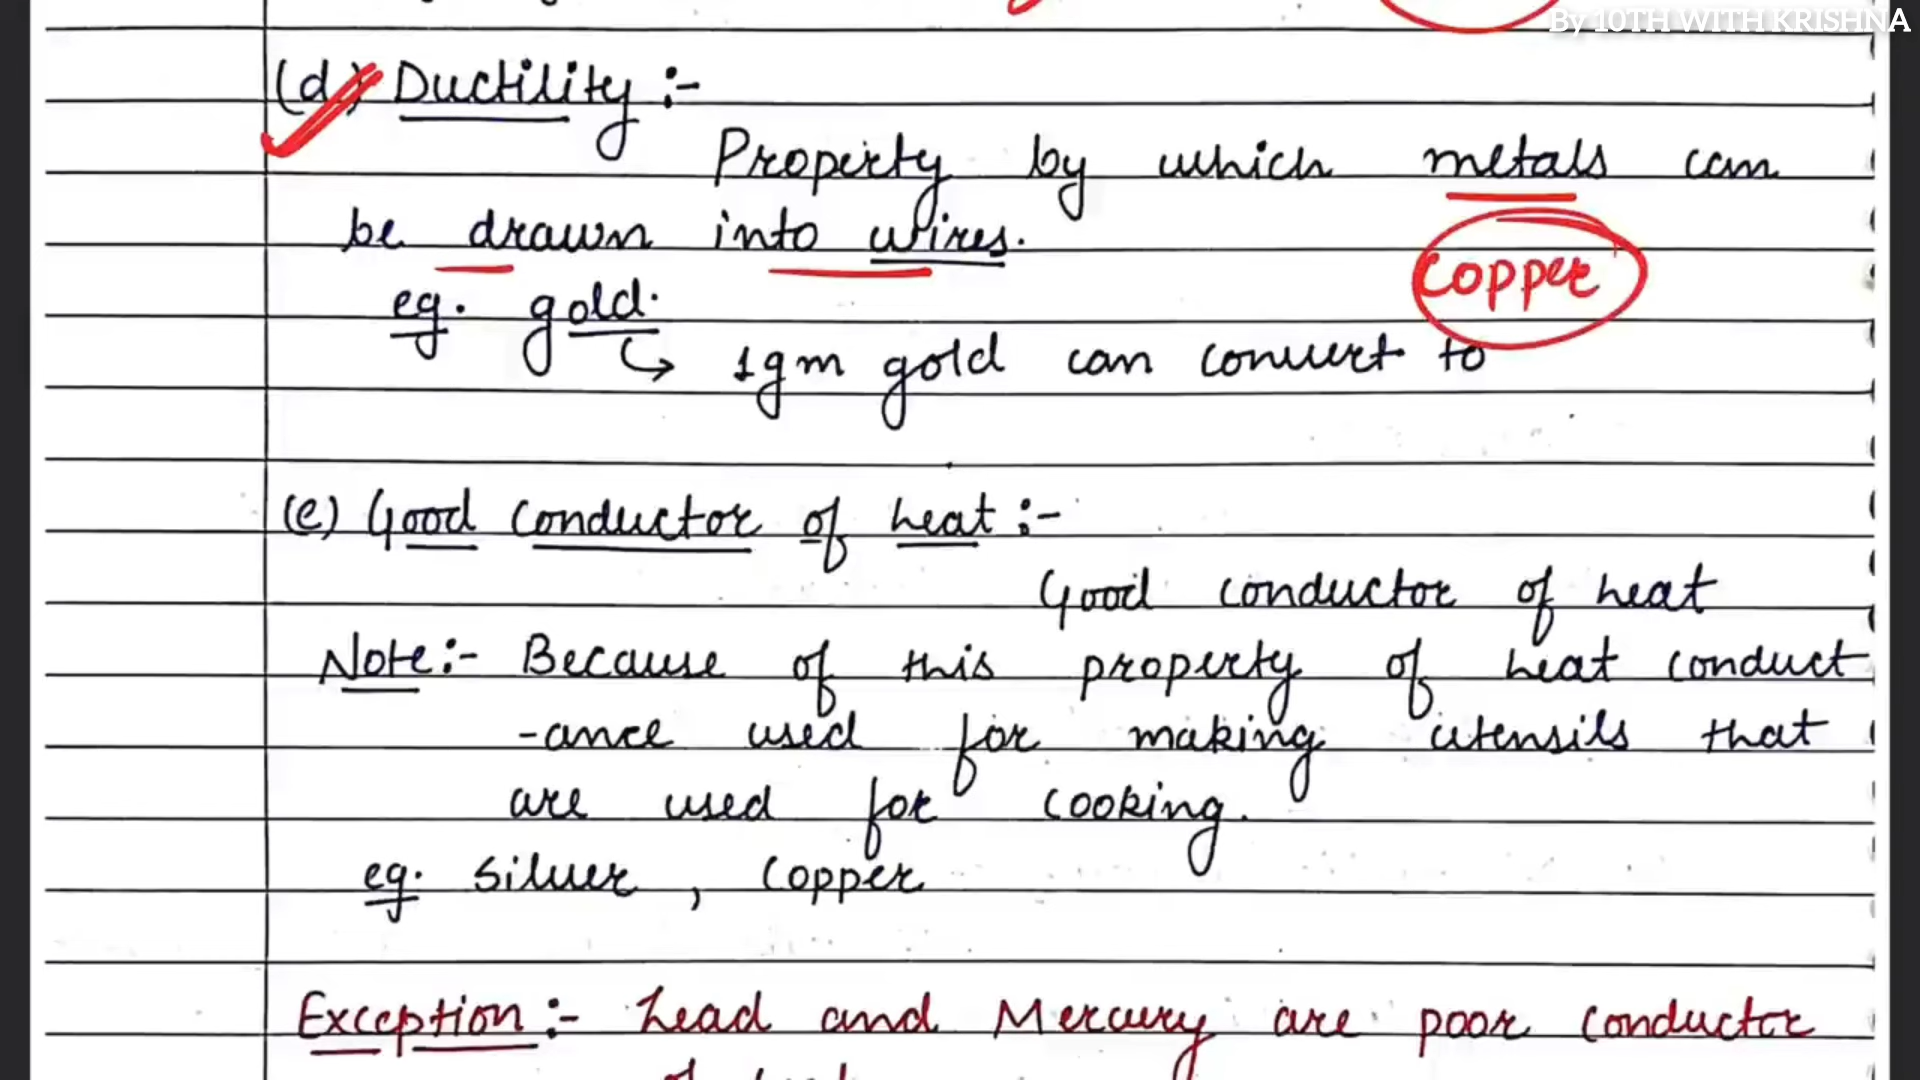 By 10TH WITH KRISHNA
(d) Ductility :-
Property by which metals can
be drawn into wires.
copper
eg. gold.
↳ 1gm gold can convert to
(e) Good conductor of heat :-
Good conductor of heat
Note :- Because of this property of heat conduct
-ance used for making utensils that
are used for cooking.
eg. silver , copper
Exception :- Lead and Mercury are poor conductor